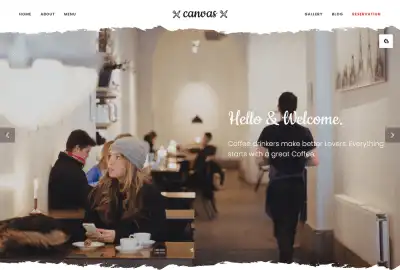 HOME ABOUT MENU
canvas
GALLERY BLOG RESERVATION
Hello & Welcome.
Coffee drinkers make better lovers. Everything
starts with a great Coffee.